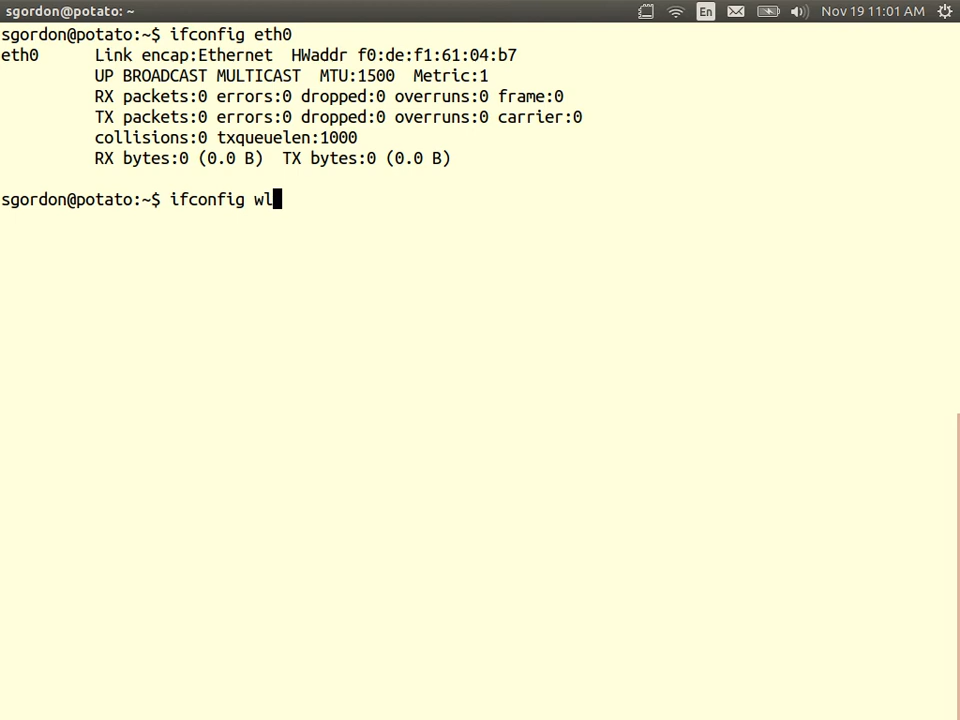 sgordon@potato: ~ En Nov 19 11:01 AM
sgordon@potato:~$ ifconfig eth0
eth0      Link encap:Ethernet  HWaddr f0:de:f1:61:04:b7
          UP BROADCAST MULTICAST  MTU:1500  Metric:1
          RX packets:0 errors:0 dropped:0 overruns:0 frame:0
          TX packets:0 errors:0 dropped:0 overruns:0 carrier:0
          collisions:0 txqueuelen:1000
          RX bytes:0 (0.0 B)  TX bytes:0 (0.0 B)
sgordon@potato:~$ ifconfig wl